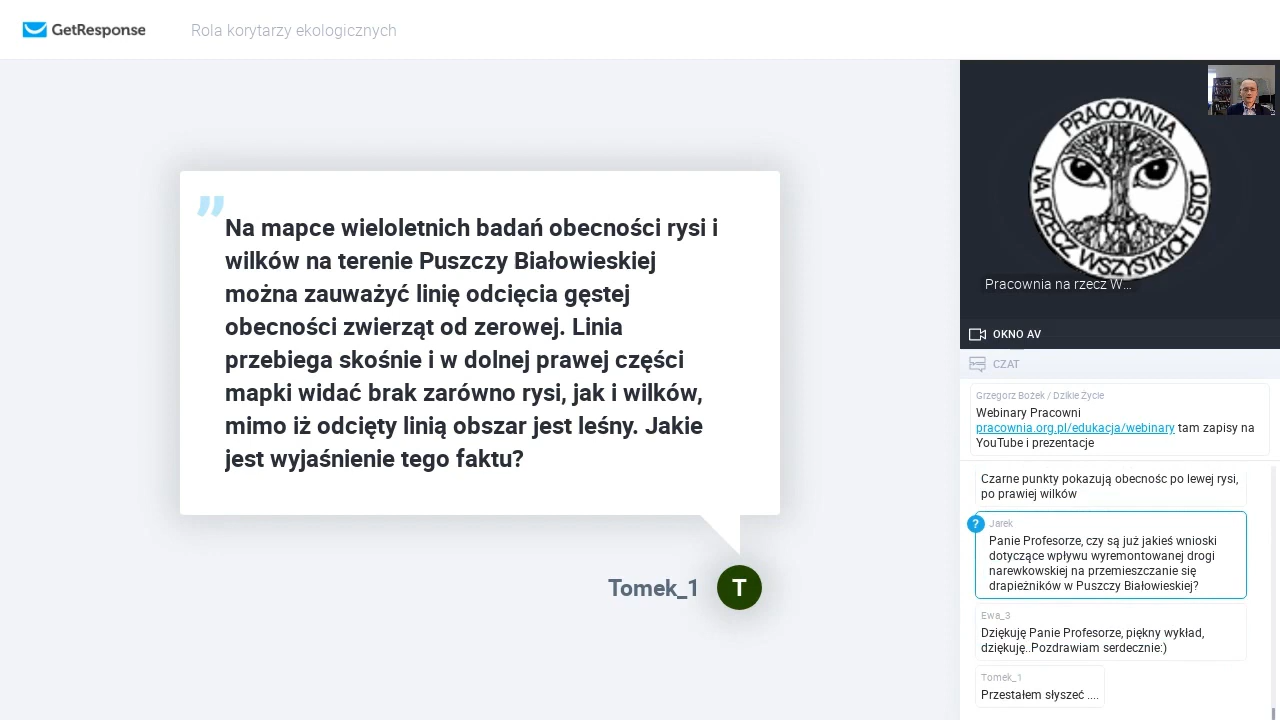 GetResponse
Rola korytarzy ekologicznych
Na mapce wieloletnich badań obecności rysi i
wilków na terenie Puszczy Białowieskiej
można zauważyć linię odcięcia gęstej
obecności zwierząt od zerowej. Linia
przebiega skośnie i w dolnej prawej części
mapki widać brak zarówno rysi, jak i wilków,
mimo iż odcięty linią obszar jest leśny. Jakie
jest wyjaśnienie tego faktu?
Tomek_1
T
PRACOWNIA
NA RZECZ WSZYSTKICH ISTOT
Pracownia na rzecz W...
OKNO AV
CZAT
Grzegorz Bożek / Dzikie Życie
Webinary Pracowni
pracownia.org.pl/edukacja/webinary tam zapisy na
YouTube i prezentacje
Czarne punkty pokazują obecnośc po lewej rysi,
po prawiej wilków
?
Jarek
Panie Profesorze, czy są już jakieś wnioski
dotyczące wpływu wyremontowanej drogi
narewkowskiej na przemieszczanie się
drapieżników w Puszczy Białowieskiej?
Ewa_3
Dziękuję Panie Profesorze, piękny wykład,
dziękuję..Pozdrawiam serdecznie:)
Tomek_1
Przestałem słyszeć ....